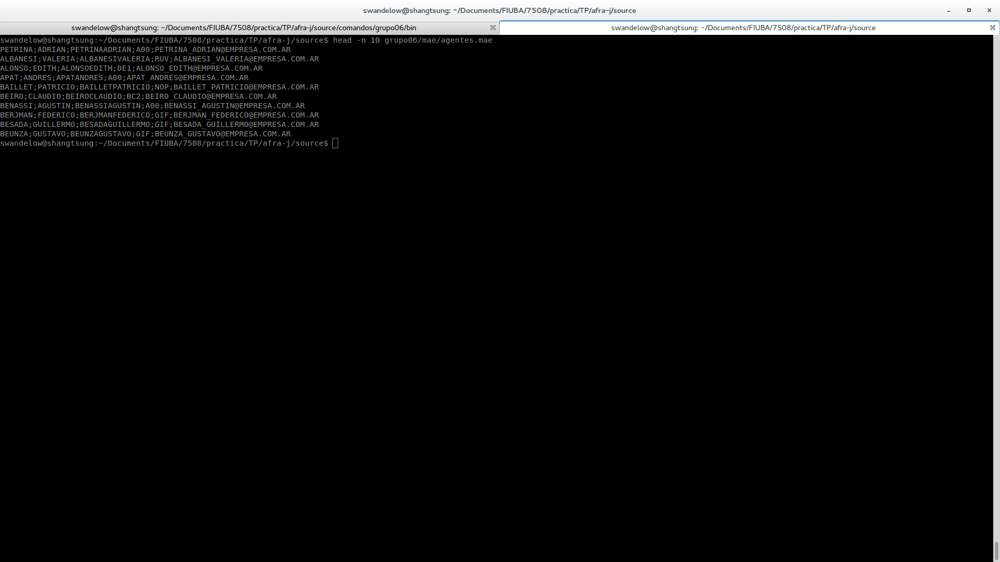 swandelow@shangtsung: ~/Documents/FIUBA/7508/practica/TP/afra-j/source
swandelow@shangtsung: ~/Documents/FIUBA/7508/practica/TP/afra-j/source/comandos/grupo06/bin
swandelow@shangtsung: ~/Documents/FIUBA/7508/practica/TP/afra-j/source
swandelow@shangtsung:~/Documents/FIUBA/7508/practica/TP/afra-j/source$ head -n 10 grupo06/mae/agentes.mae
PETRINA;ADRIAN;PETRINAADRIAN;A00;PETRINA_ADRIAN@EMPRESA.COM.AR
ALBANESI;VALERIA;ALBANESIVALERIA;RUV;ALBANESI_VALERIA@EMPRESA.COM.AR
ALONSO;EDITH;ALONSOEDITH;DE1;ALONSO_EDITH@EMPRESA.COM.AR
APAT;ANDRES;APATANDRES;A00;APAT_ANDRES@EMPRESA.COM.AR
BAILLET;PATRICIO;BAILLETPATRICIO;NOP;BAILLET_PATRICIO@EMPRESA.COM.AR
BEIRO;CLAUDIO;BEIROCLAUDIO;BC2;BEIRO_CLAUDIO@EMPRESA.COM.AR
BENASSI;AGUSTIN;BENASSIAGUSTIN;A00;BENASSI_AGUSTIN@EMPRESA.COM.AR
BERJMAN;FEDERICO;BERJMANFEDERICO;GIF;BERJMAN_FEDERICO@EMPRESA.COM.AR
BESADA;GUILLERMO;BESADAGUILLERMO;GIF;BESADA_GUILLERMO@EMPRESA.COM.AR
BEUNZA;GUSTAVO;BEUNZAGUSTAVO;GIF;BEUNZA_GUSTAVO@EMPRESA.COM.AR
swandelow@shangtsung:~/Documents/FIUBA/7508/practica/TP/afra-j/source$